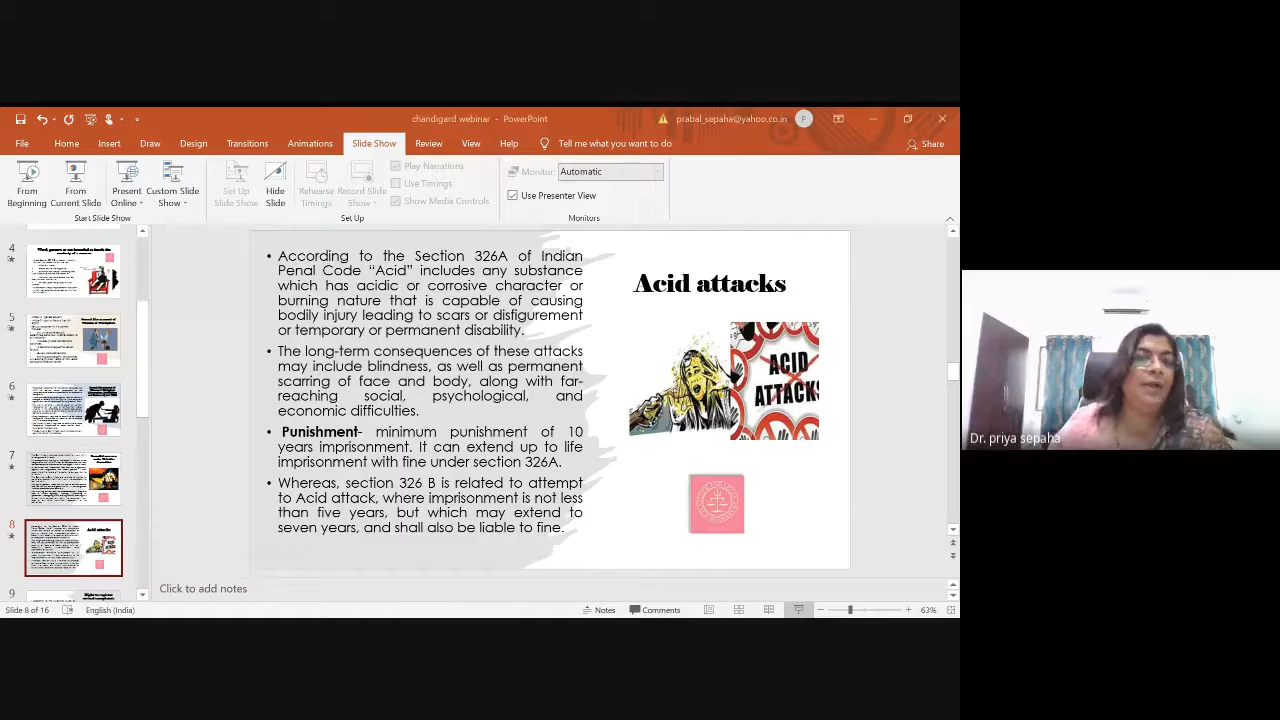 chandigard webinar - PowerPoint
prabal_sepaha@yahoo.co.in
P
File Home Insert Draw Design Transitions Animations Slide Show Review View Help Tell me what you want to do Share
From Beginning
From Current Slide
Present Online
Custom Slide Show
Set Up Slide Show
Hide Slide
Rehearse Timings
Record Slide Show
Play Narrations
Use Timings
Show Media Controls
Monitor: Automatic
Use Presenter View
Start Slide Show
Set Up
Monitors
4
5
6
7
8
Acid attacks
9
• According to the Section 326A of Indian
Penal Code “Acid” includes any substance
which has acidic or corrosive character or
burning nature that is capable of causing
bodily injury leading to scars or disfigurement
or temporary or permanent disability.
• The long-term consequences of these attacks
may include blindness, as well as permanent
scarring of face and body, along with far-
reaching social, psychological, and
economic difficulties.
• Punishment- minimum punishment of 10
years imprisonment. It can extend up to life
imprisonment with fine under section 326A.
• Whereas, section 326 B is related to attempt
to Acid attack, where imprisonment is not less
than five years, but which may extend to
seven years, and shall also be liable to fine.
Acid attacks
ACID
ATTACKS
Click to add notes
Slide 8 of 16
English (India)
Notes
Comments
63%
Dr. priya sepaha